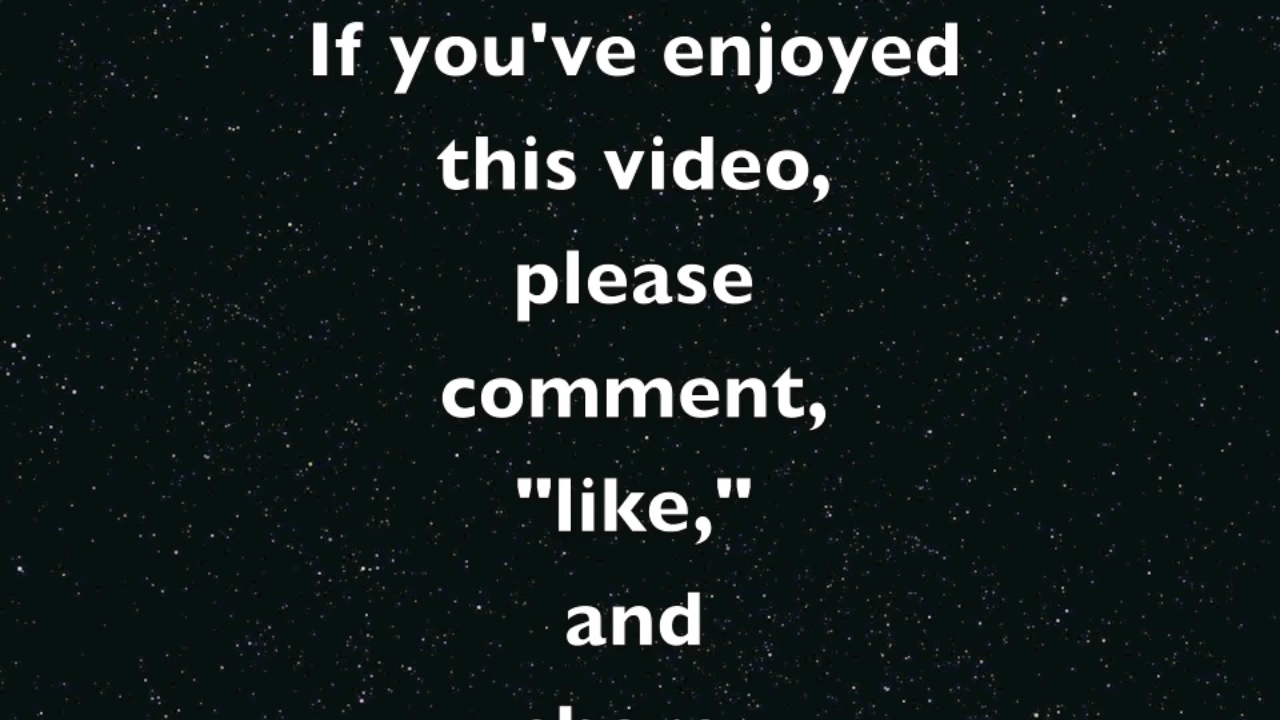 If you've enjoyed
this video,
please
comment,
"like,"
and